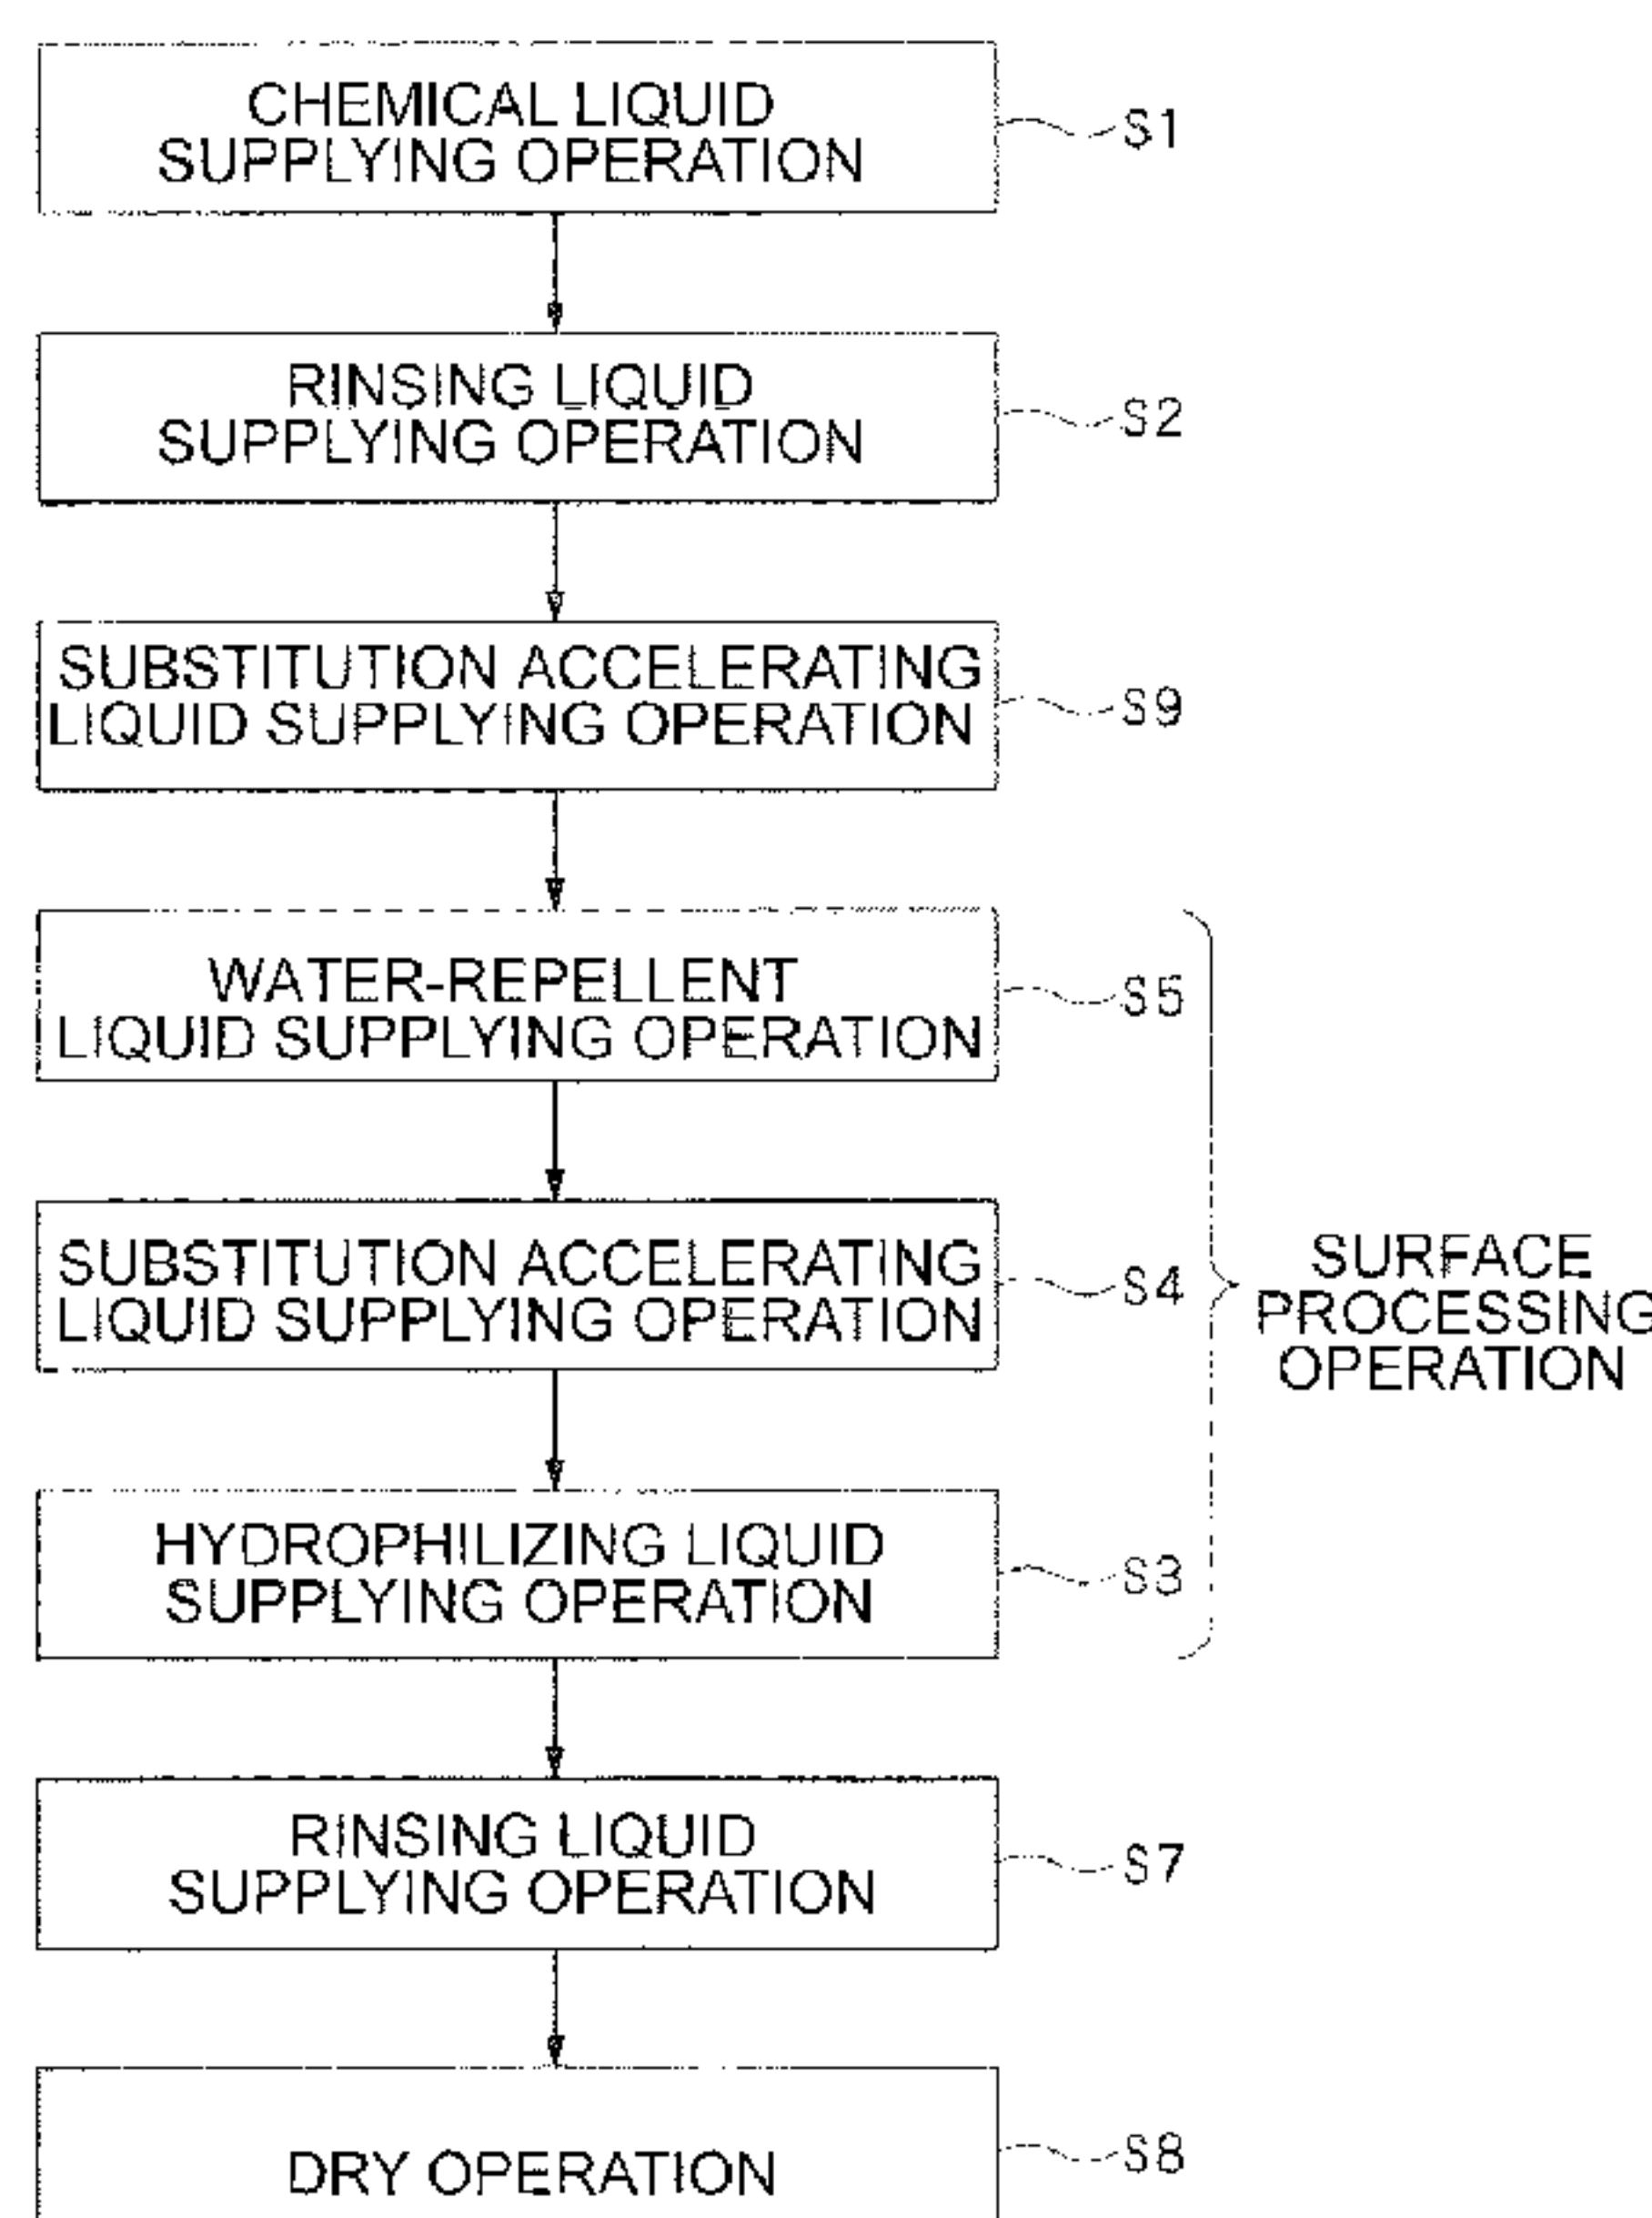 CHEMICAL LIQUID
SUPPLYING OPERATION
S1
RINSING LIQUID
SUPPLYING OPERATION
S2
SUBSTITUTION ACCELERATING
LIQUID SUPPLYING OPERATION
S9
WATER-REPELLENT
LIQUID SUPPLYING OPERATION
S5
SUBSTITUTION ACCELERATING
LIQUID SUPPLYING OPERATION
S4
SURFACE
PROCESSING
OPERATION
HYDROPHILIZING LIQUID
SUPPLYING OPERATION
S3
RINSING LIQUID
SUPPLYING OPERATION
S7
DRY OPERATION
S8